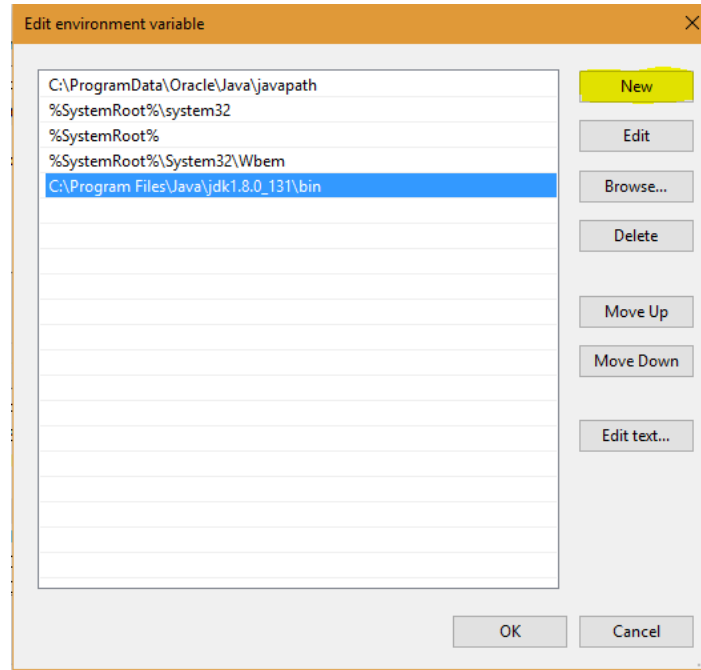 Edit environment variable
C:\ProgramData\Oracle\Java\javapath
%SystemRoot%\system32
%SystemRoot%
%SystemRoot%\System32\Wbem
C:\Program Files\Java\jdk1.8.0_131\bin
New
Edit
Browse...
Delete
Move Up
Move Down
Edit text...
OK
Cancel